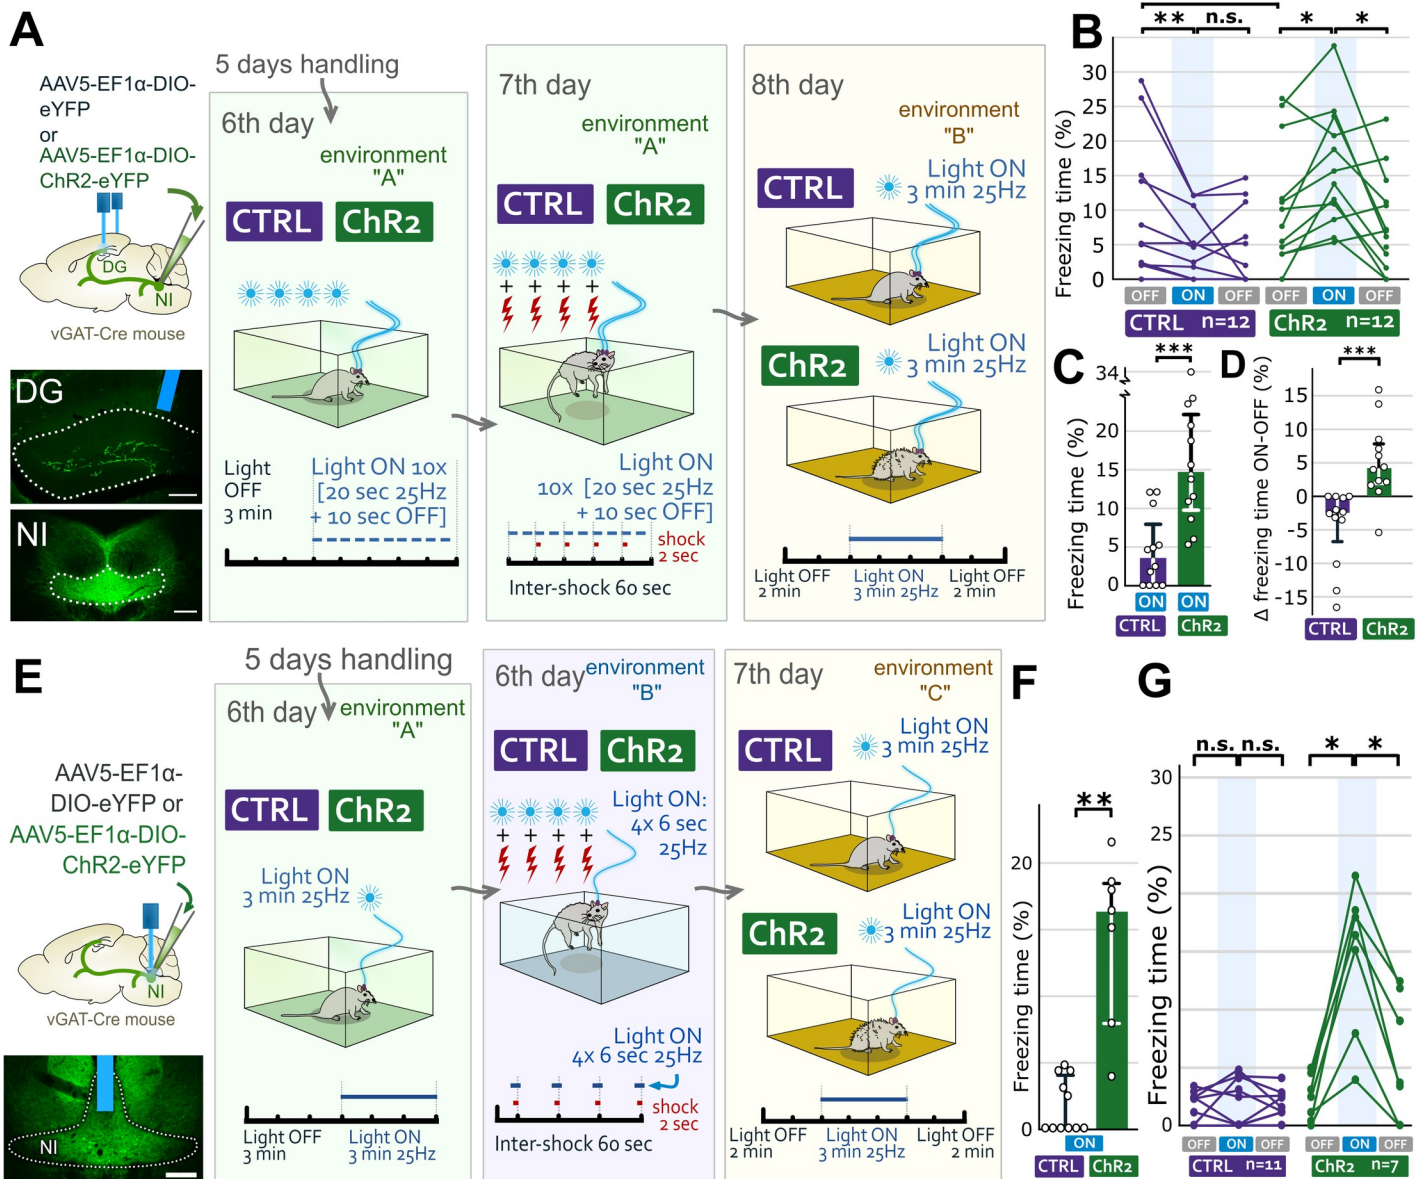 A
AAV5-EF1α-DIO-
eYFP
or
AAV5-EF1α-DIO-
ChR2-eYFP
DG
NI
vGAT-Cre mouse
DG
NI
5 days handling
6th day
environment
"A"
CTRL ChR2
Light
OFF
3 min
Light ON 10x
[20 sec 25Hz
+ 10 sec OFF]
7th day
environment
"A"
CTRL ChR2
+ + + +
Light ON
10x [20 sec 25Hz
+ 10 sec OFF]
shock
2 sec
Inter-shock 60 sec
8th day
environment
"B"
CTRL
Light ON
3 min 25Hz
ChR2
Light ON
3 min 25Hz
Light OFF
2 min
Light ON
3 min 25Hz
Light OFF
2 min
B
** n.s. * *
Freezing time (%)
30
25
20
15
10
5
0
OFF ON OFF OFF ON OFF
CTRL n=12 ChR2 n=12
C
***
Freezing time (%)
34
20
15
10
5
0
ON ON
CTRL ChR2
D
***
Δ freezing time ON-OFF (%)
15
10
5
0
-5
-10
-15
CTRL ChR2
E
AAV5-EF1α-
DIO-eYFP or
AAV5-EF1α-DIO-
ChR2-eYFP
NI
vGAT-Cre mouse
NI
5 days handling
6th day
environment
"A"
CTRL ChR2
Light ON
3 min 25Hz
Light OFF
3 min
Light ON
3 min 25Hz
6th day
environment
"B"
CTRL ChR2
+ + + +
Light ON:
4x 6 sec
25Hz
Light ON
4x 6 sec 25Hz
shock
2 sec
Inter-shock 60 sec
7th day
environment
"C"
CTRL
Light ON
3 min 25Hz
ChR2
Light ON
3 min 25Hz
Light OFF
2 min
Light ON
3 min 25Hz
Light OFF
2 min
F
**
Freezing time (%)
20
0
ON
CTRL ChR2
G
n.s. n.s. * *
Freezing time (%)
30
25
0
OFF ON OFF OFF ON OFF
CTRL n=11 ChR2 n=7